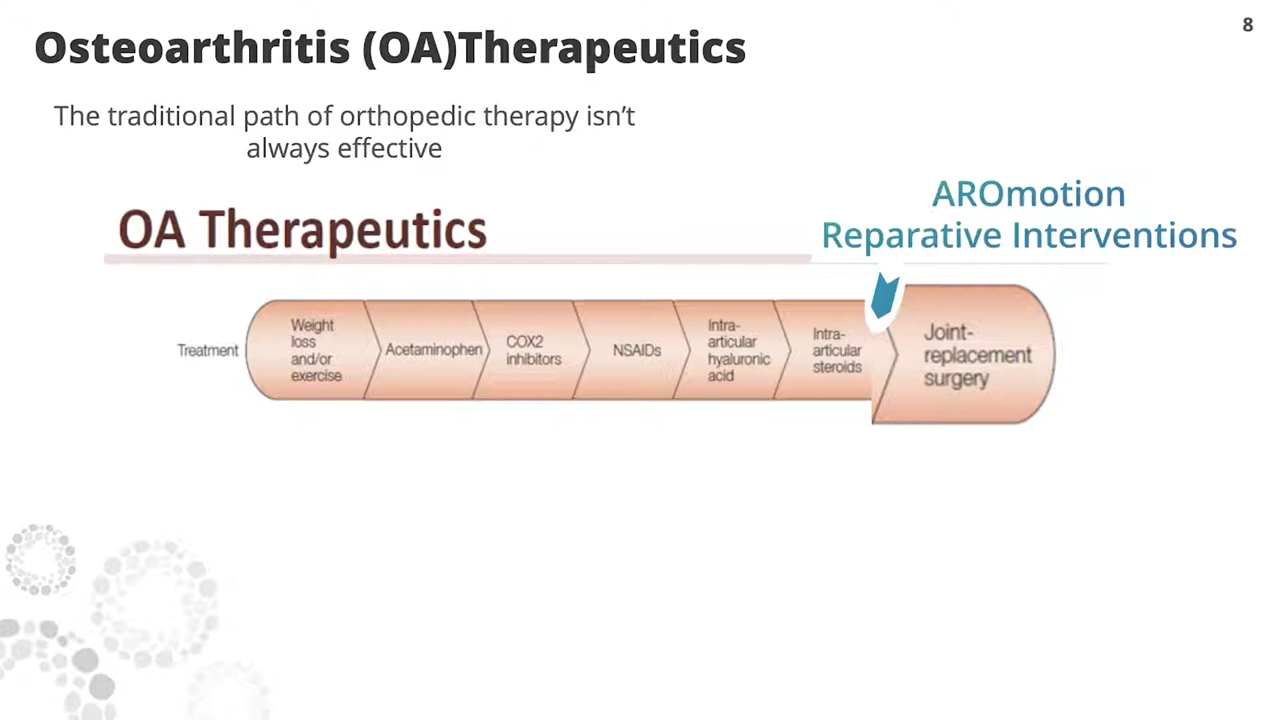 8
Osteoarthritis (OA)Therapeutics
The traditional path of orthopedic therapy isn't
always effective
AROmotion
Reparative Interventions
OA Therapeutics
Treatment
Weight
loss
and/or
exercise
Acetaminophen
COX2
inhibitors
NSAIDs
Intra-
articular
hyaluronic
acid
Intra-
articular
steroids
Joint-
replacement
surgery